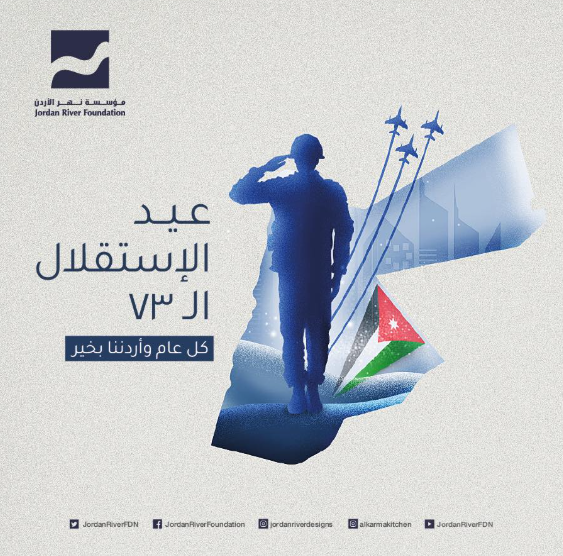 مؤسسة نهر الأردن
Jordan River Foundation
عيد
الإستقلال
الـ ٧٣
كل عام وأردننا بخير
JordanRiverFDN JordanRiverFoundation jordanriverdesigns alkarmakitchen JordanRiverFDN